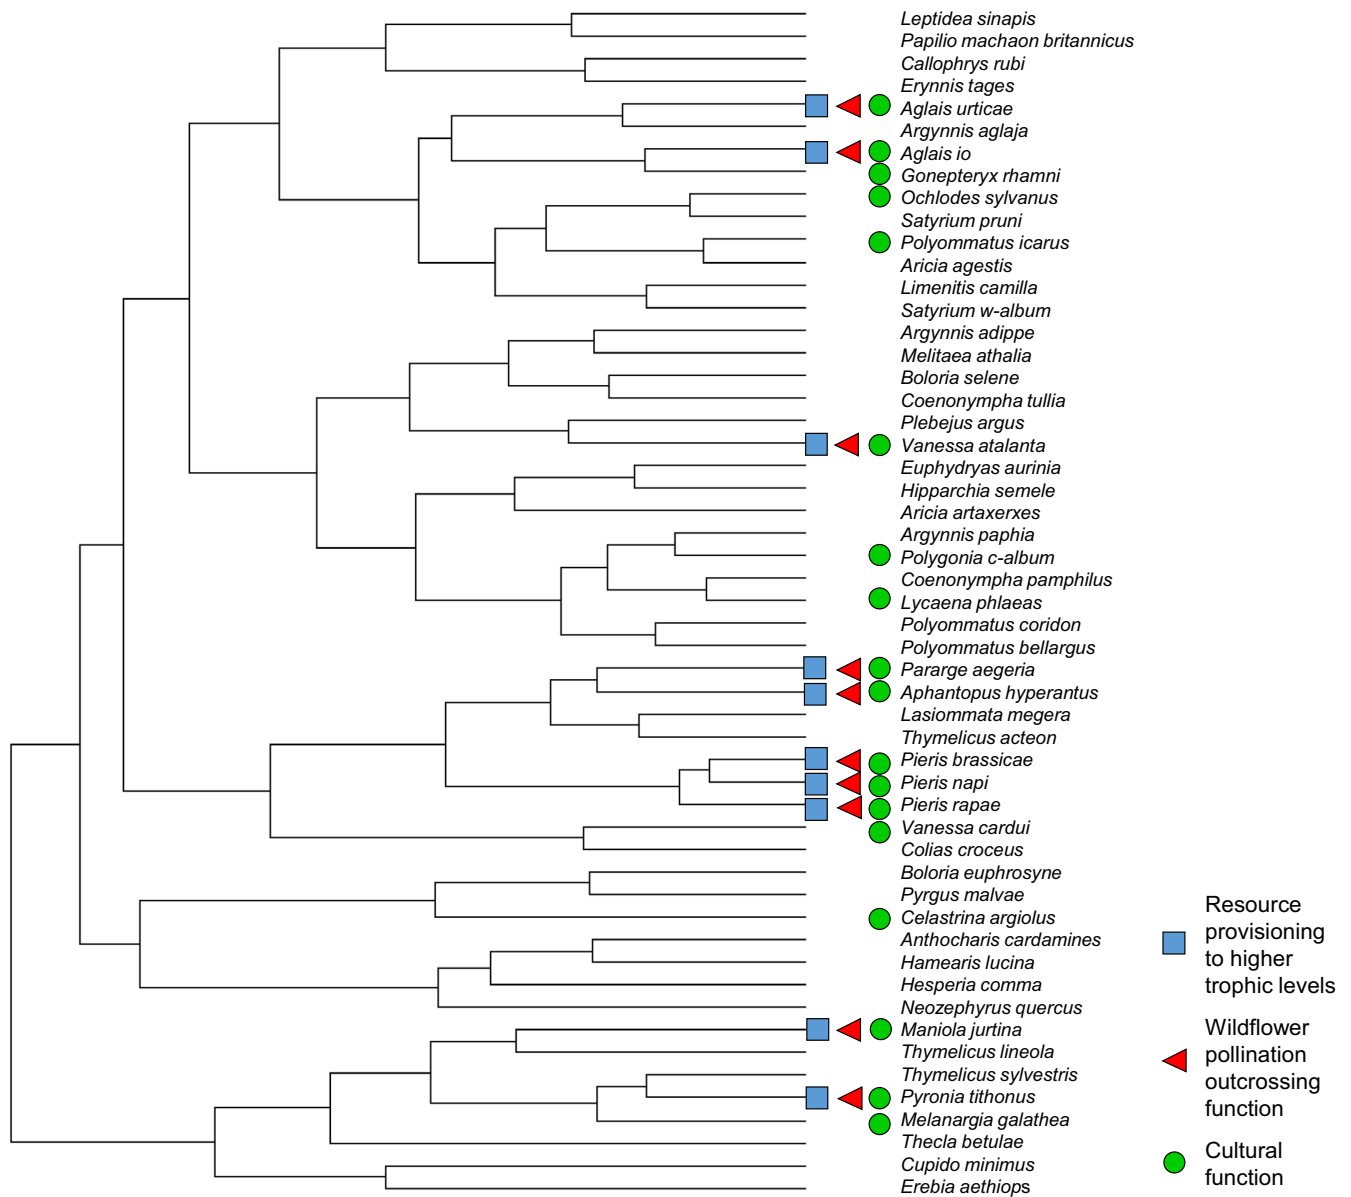 Leptidea sinapis
Papilio machaon britannicus
Callophrys rubi
Erynnis tages
Aglais urticae
Argynnis aglaja
Aglais io
Gonepteryx rhamni
Ochlodes sylvanus
Satyrium pruni
Polyommatus icarus
Aricia agestis
Limenitis camilla
Satyrium w-album
Argynnis adippe
Melitaea athalia
Boloria selene
Coenonympha tullia
Plebejus argus
Vanessa atalanta
Euphydryas aurinia
Hipparchia semele
Aricia artaxerxes
Argynnis paphia
Polygonia c-album
Coenonympha pamphilus
Lycaena phlaeas
Polyommatus coridon
Polyommatus bellargus
Pararge aegeria
Aphantopus hyperantus
Lasiommata megera
Thymelicus acteon
Pieris brassicae
Pieris napi
Pieris rapae
Vanessa cardui
Colias croceus
Boloria euphrosyne
Pyrgus malvae
Celastrina argiolus
Anthocharis cardamines
Hamearis lucina
Hesperia comma
Neozephyrus quercus
Maniola jurtina
Thymelicus lineola
Thymelicus sylvestris
Pyronia tithonus
Melanargia galathea
Thecla betulae
Cupido minimus
Erebia aethiops
Resource
provisioning
to higher
trophic levels
Wildflower
pollination
outcrossing
function
Cultural
function